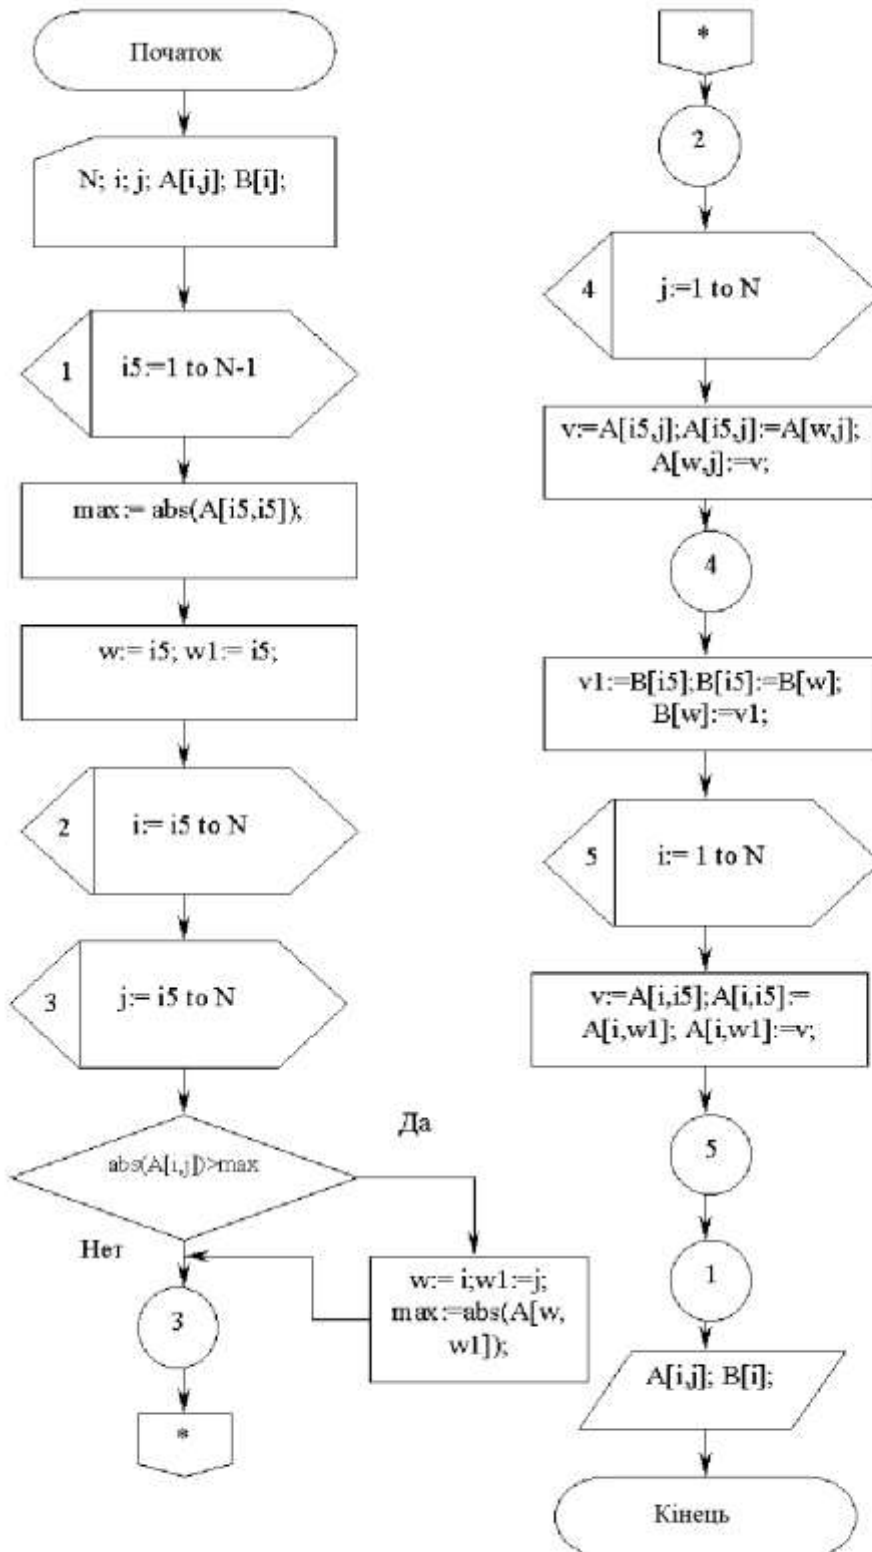 Початок
N; i; j; A[i,j]; B[i];
1
i5:=1 to N-1
max:= abs(A[i5,i5]);
w:= i5; w1:= i5;
2
i:= i5 to N
3
j:= i5 to N
Да
abs(A[i,j])>max
Нет
w:= i;w1:=j;
max:=abs(A[w,
w1]);
3
*
*
2
4
j:=1 to N
v:=A[i5,j];A[i5,j]:=A[w,j];
A[w,j]:=v;
4
v1:=B[i5];B[i5]:=B[w];
B[w]:=v1;
5
i:= 1 to N
v:=A[i,i5];A[i,i5]:=
A[i,w1]; A[i,w1]:=v;
5
1
A[i,j]; B[i];
Кінець